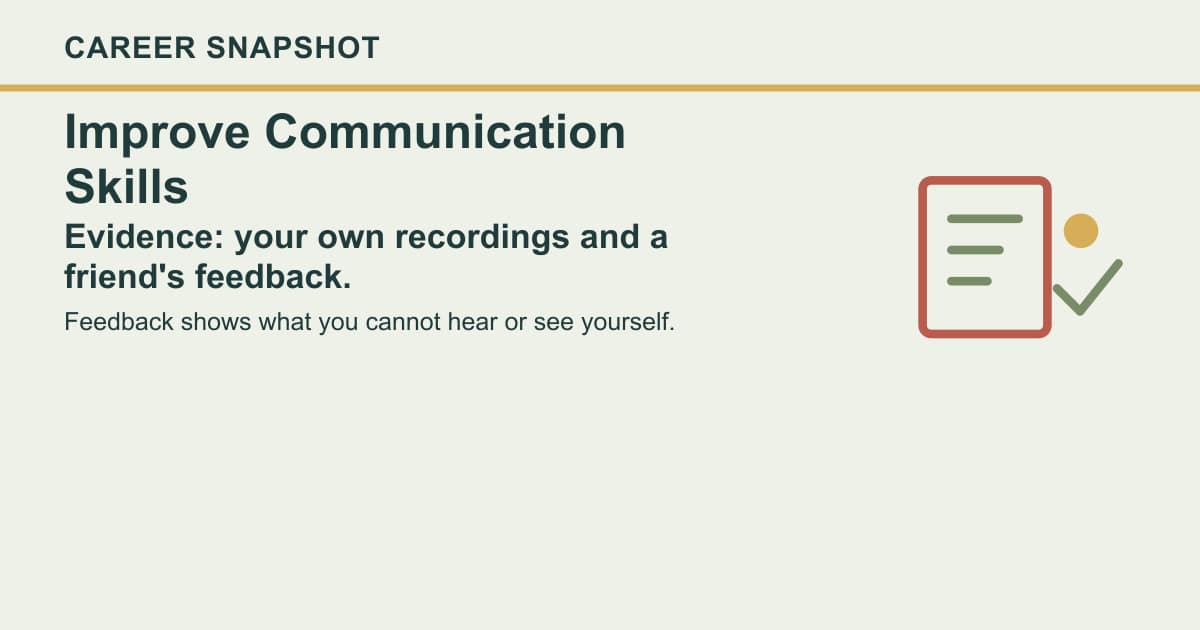 CAREER SNAPSHOT
Improve Communication
Skills
Evidence: your own recordings and a
friend's feedback.
Feedback shows what you cannot hear or see yourself.